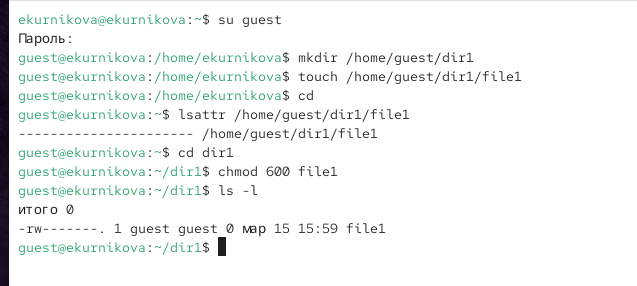 ekurnikova@ekurnikova:~$ su guest
Пароль:
guest@ekurnikova:/home/ekurnikova$ mkdir /home/guest/dir1
guest@ekurnikova:/home/ekurnikova$ touch /home/guest/dir1/file1
guest@ekurnikova:/home/ekurnikova$ cd
guest@ekurnikova:~$ lsattr /home/guest/dir1/file1
---------------------- /home/guest/dir1/file1
guest@ekurnikova:~$ cd dir1
guest@ekurnikova:~/dir1$ chmod 600 file1
guest@ekurnikova:~/dir1$ ls -l
итого 0
-rw-------. 1 guest guest 0 мар 15 15:59 file1
guest@ekurnikova:~/dir1$